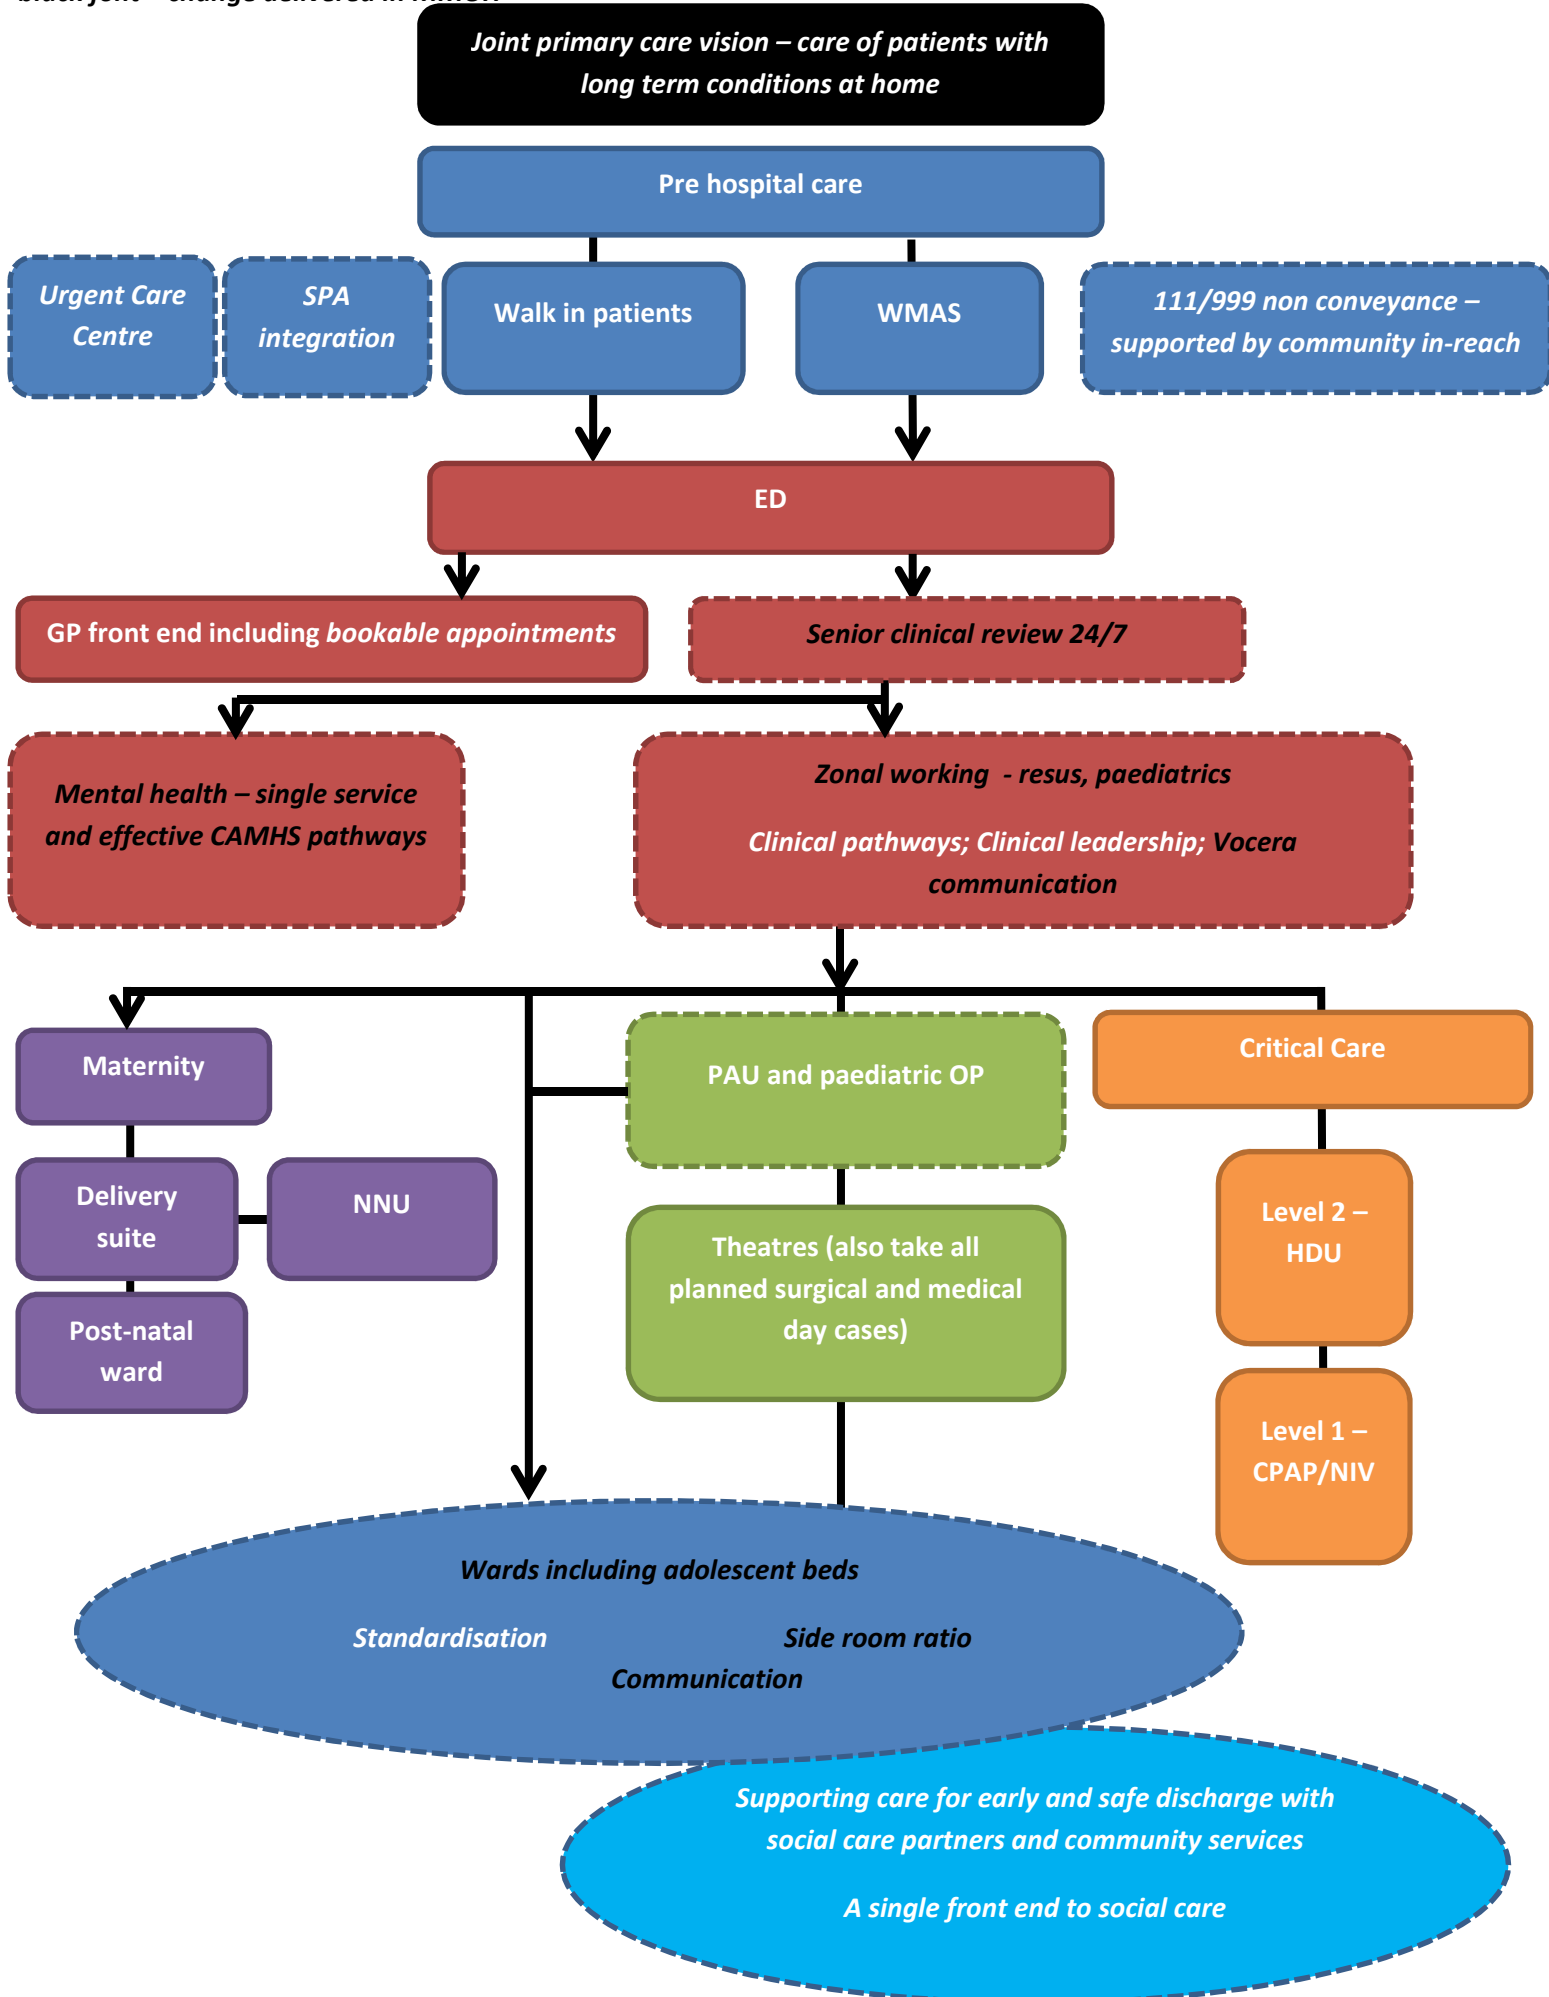 black font – change delivered in
Joint primary care vision – care of patients with
long term conditions at home
Pre hospital care
Urgent Care
Centre
SPA
integration
Walk in patients
WMAS
111/999 non conveyance –
supported by community in-reach
ED
GP front end including bookable appointments
Senior clinical review 24/7
Mental health – single service
and effective CAMHS pathways
Zonal working  - resus, paediatrics
Clinical pathways; Clinical leadership; Vocera
communication
Maternity
PAU and paediatric OP
Critical Care
Delivery
suite
NNU
Level 2 –
HDU
Theatres (also take all
planned surgical and medical
day cases)
Post-natal
ward
Level 1 –
CPAP/NIV
Wards including adolescent beds
Standardisation Side room ratio
Communication
Supporting care for early and safe discharge with
social care partners and community services
A single front end to social care